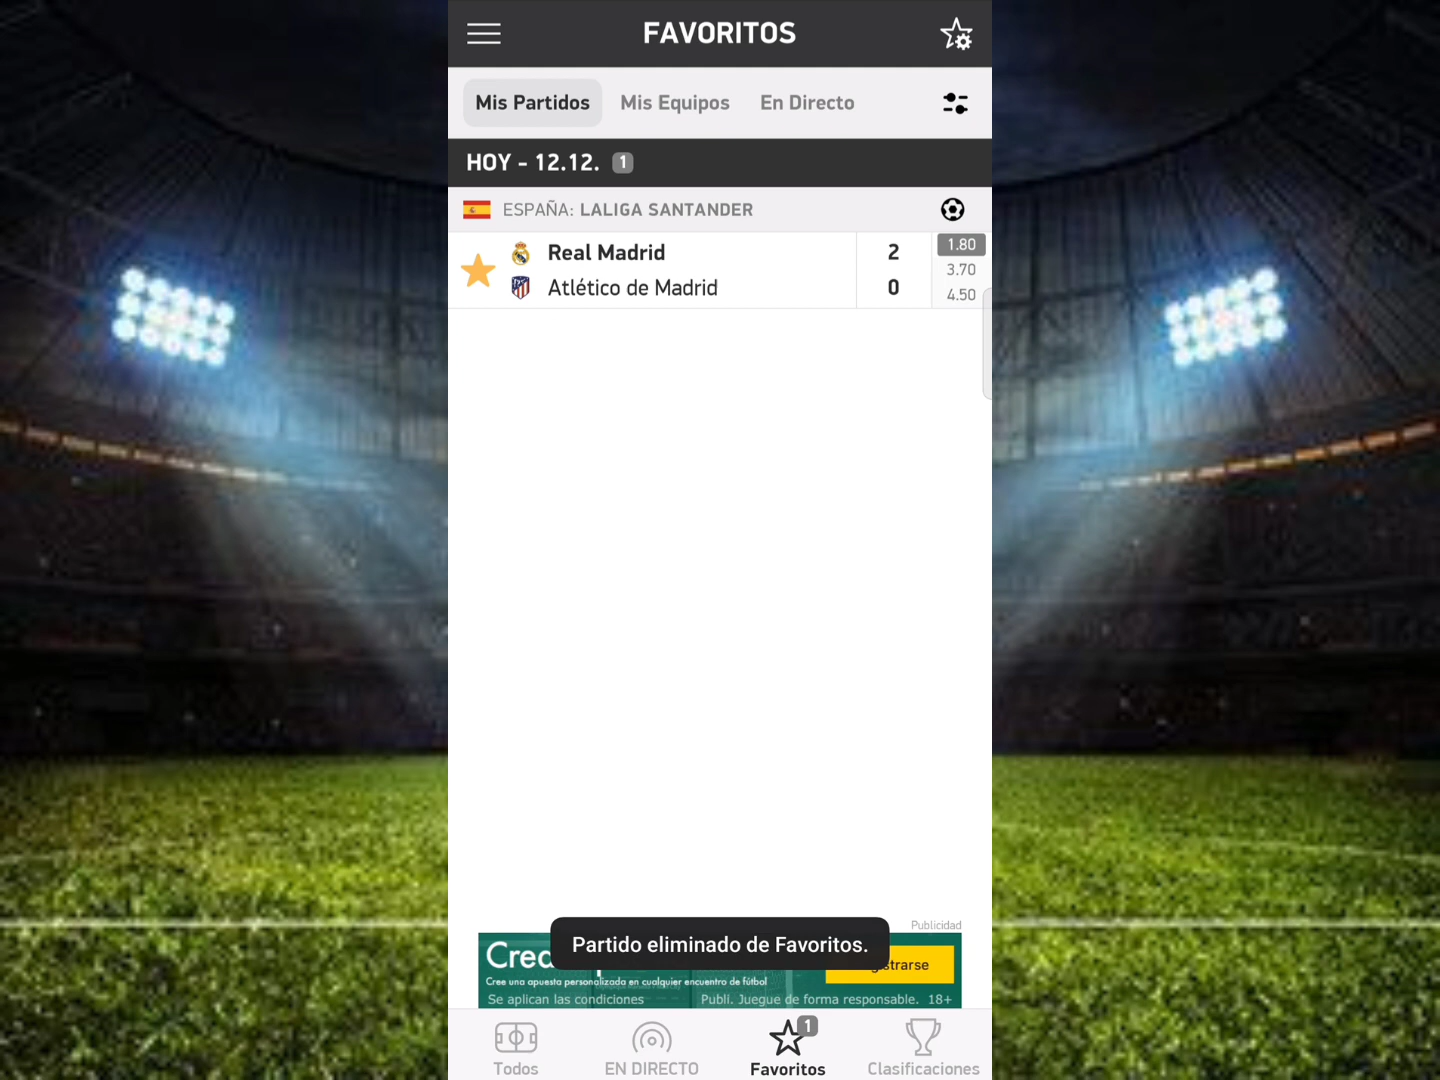 FAVORITOS
Mis Partidos Mis Equipos En Directo
HOY - 12.12. 1
ESPAÑA: LALIGA SANTANDER
Real Madrid 2 1.80
3.70
Atlético de Madrid 0 4.50
Publicidad
Partido eliminado de Favoritos.
Cree una apuesta personalizada en cualquier encuentro de fútbol
Se aplican las condiciones Publi. Juegue de forma responsable. 18+
1
Todos EN DIRECTO Favoritos Clasificaciones